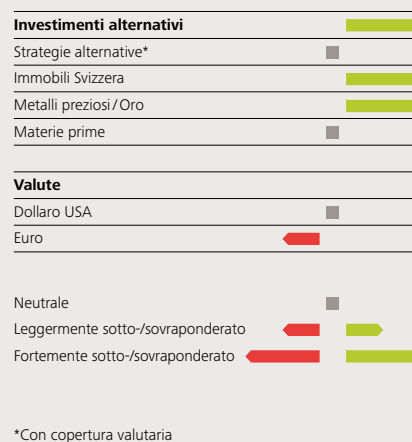 Investimenti alternativi
Strategie alternative*
Immobili Svizzera
Metalli preziosi/Oro
Materie prime
Valute
Dollaro USA
Euro
Neutrale
Leggermente sotto-/sovraponderato
Fortemente sotto-/sovraponderato
*Con copertura valutaria